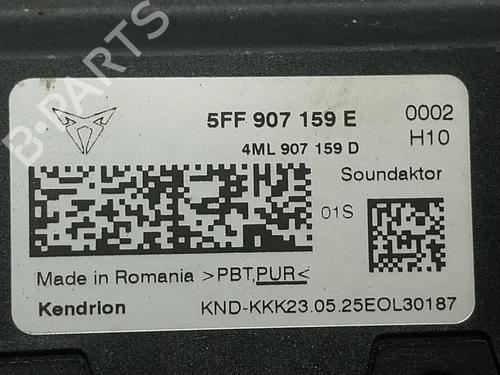 5FF 907 159 E
0002
4ML 907 159 D
H10
Soundaktor
01S
Made in Romania >PBT,PUR<
Kendrion
KND-KKK23.05.25EOL30187
B-PARTS